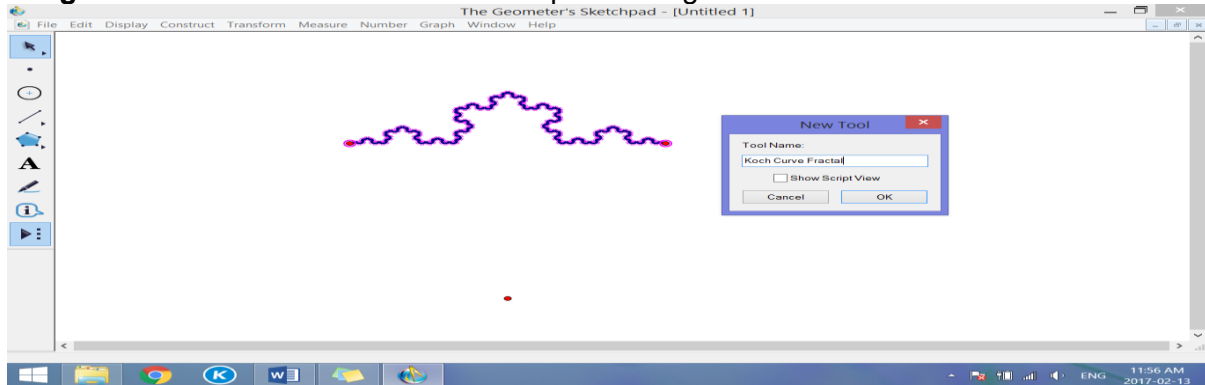 The Geometer's Sketchpad - [Untitled 1]
File Edit Display Construct Transform Measure Number Graph Window Help
New Tool
Tool Name:
Koch Curve Fractal
Show Script View
Cancel OK
A
i
K
W
ENG
11:56 AM
2017-02-13